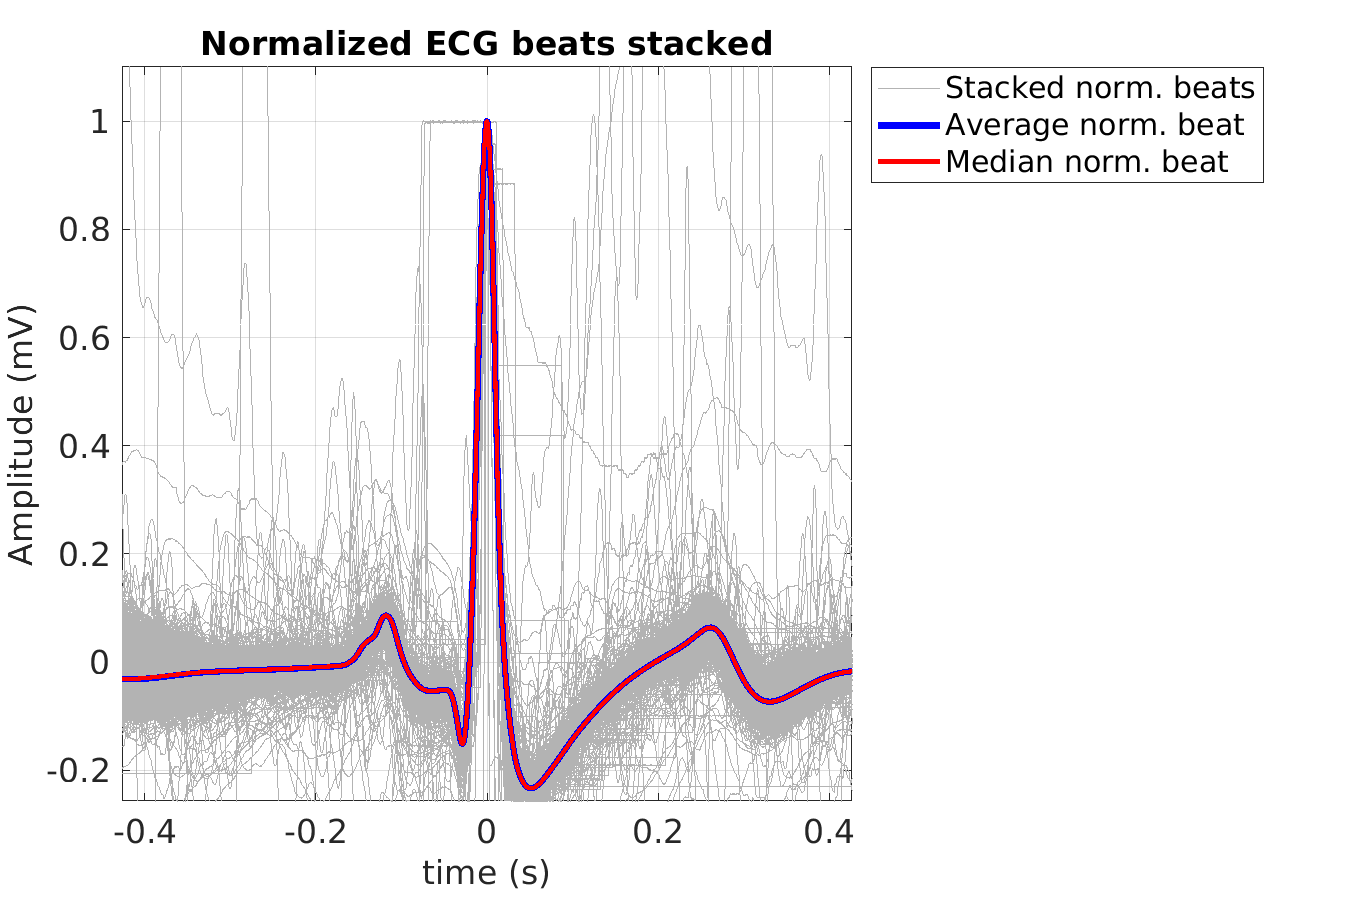 Normalized ECG beats stacked
Stacked norm. beats
Average norm. beat
Median norm. beat
Amplitude (mV)
1
0.8
0.6
0.4
0.2
0
-0.2
-0.4 -0.2 0 0.2 0.4
time (s)